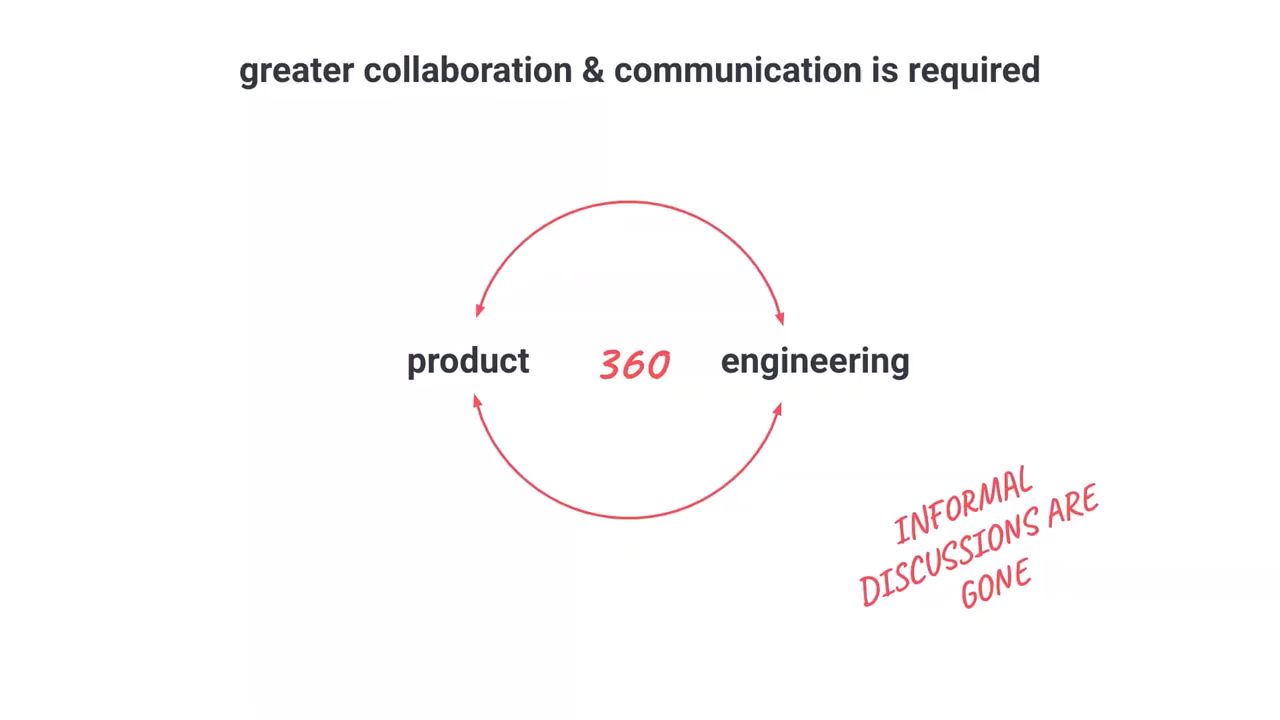 greater collaboration & communication is required
product 360 engineering
INFORMAL
DISCUSSIONS ARE
GONE